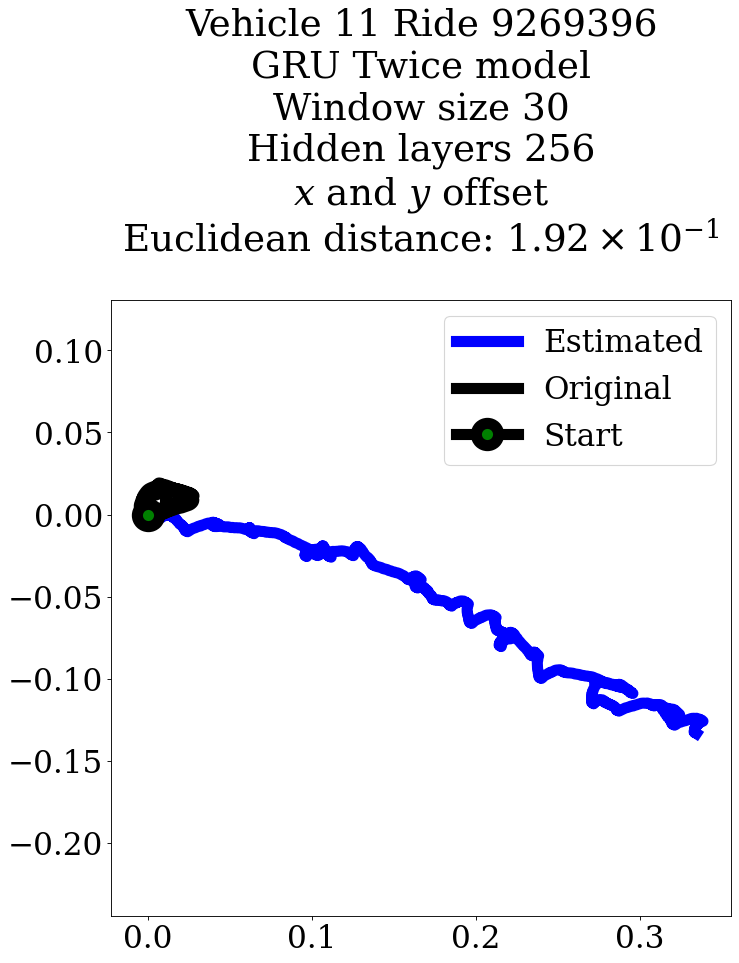 Vehicle 11 Ride 9269396
GRU Twice model
Window size 30
Hidden layers 256
x and y offset
Euclidean distance: 1.92 × 10⁻¹
Estimated
Original
Start
0.10
0.05
0.00
−0.05
−0.10
−0.15
−0.20
0.0 0.1 0.2 0.3